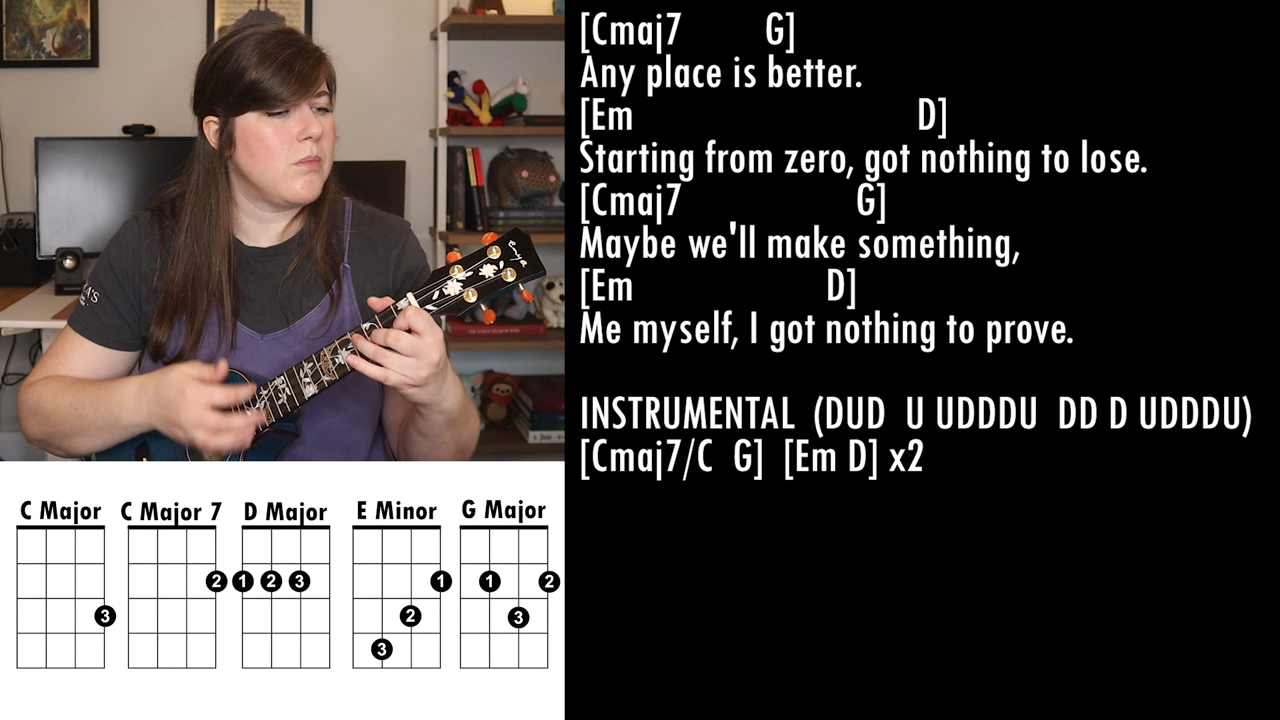 [Cmaj7 G]
Any place is better.
[Em D]
Starting from zero, got nothing to lose.
[Cmaj7 G]
Maybe we'll make something,
[Em D]
Me myself, I got nothing to prove.
INSTRUMENTAL (DUD U UDDDU DD D UDDDU)
[Cmaj7/C G] [Em D] x2
C Major C Major 7 D Major E Minor G Major
2 1 2 3 1 1 2
3 2 3
3
enya